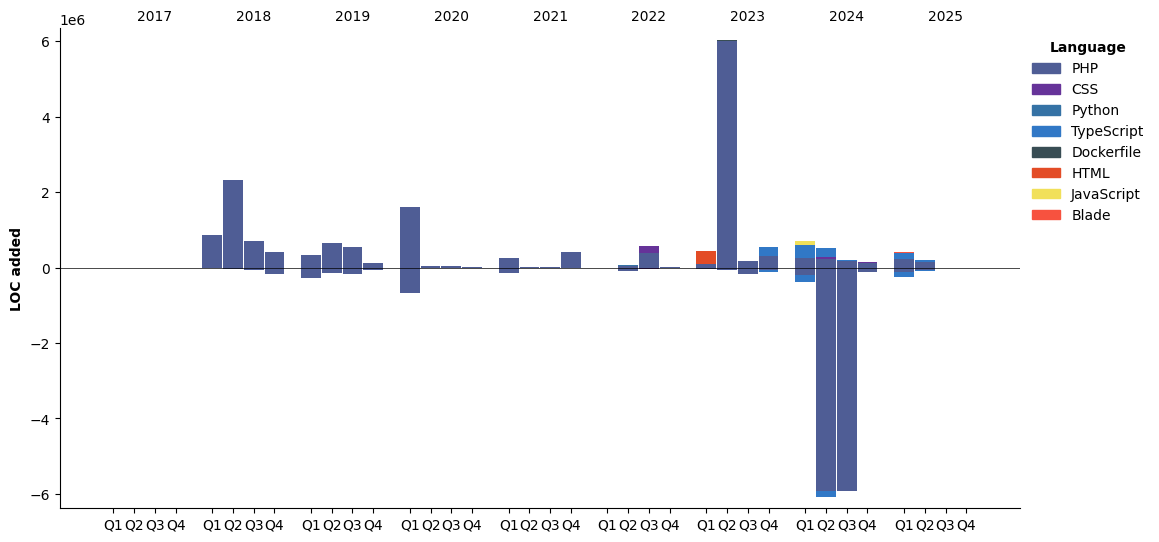 1e6
2017 2018 2019 2020 2021 2022 2023 2024 2025
6
4
2
0
−2
−4
−6
LOC added
Q1 Q2 Q3 Q4 Q1 Q2 Q3 Q4 Q1 Q2 Q3 Q4 Q1 Q2 Q3 Q4 Q1 Q2 Q3 Q4 Q1 Q2 Q3 Q4 Q1 Q2 Q3 Q4 Q1 Q2 Q3 Q4 Q1 Q2 Q3 Q4
Language
PHP
CSS
Python
TypeScript
Dockerfile
HTML
JavaScript
Blade